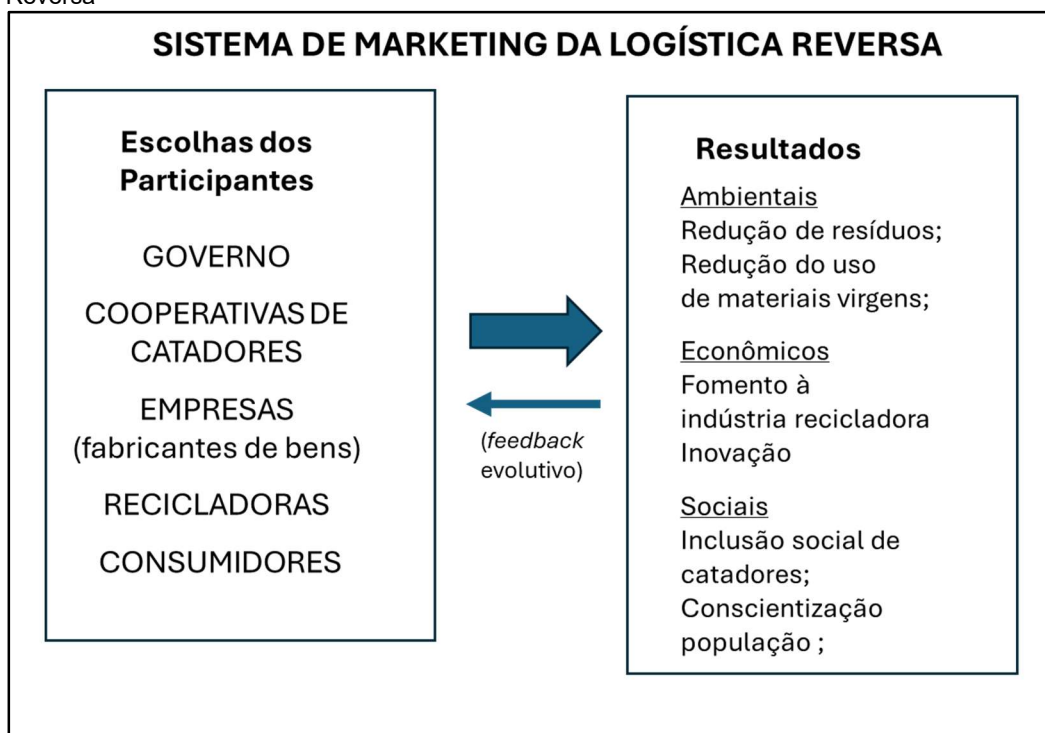 Reversa
SISTEMA DE MARKETING DA LOGÍSTICA REVERSA
Escolhas dos
Participantes
GOVERNO
COOPERATIVAS DE
CATADORES
EMPRESAS
(fabricantes de bens)
RECICLADORAS
CONSUMIDORES
(feedback
evolutivo)
Resultados
Ambientais
Redução de resíduos;
Redução do uso
de materiais virgens;
Econômicos
Fomento à
indústria recicladora
Inovação
Sociais
Inclusão social de
catadores;
Conscientização
população ;